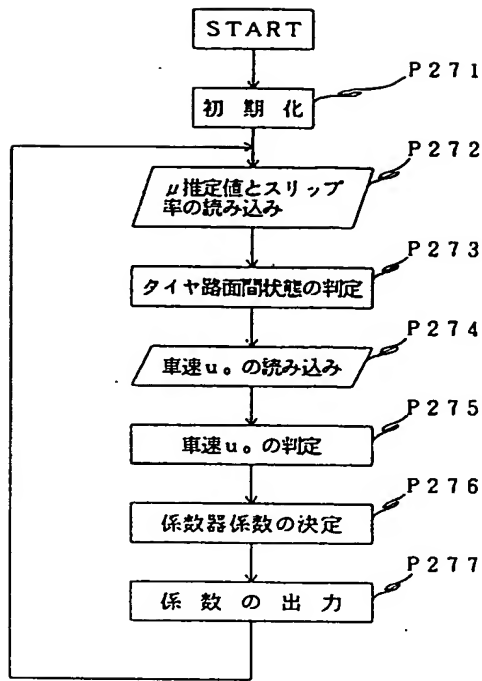 START
P271
初期化
P272
μ推定値とスリップ
率の読み込み
P273
タイヤ路面間状態の判定
P274
車速u₀の読み込み
P275
車速u₀の判定
P276
係数器係数の決定
P277
係数の出力